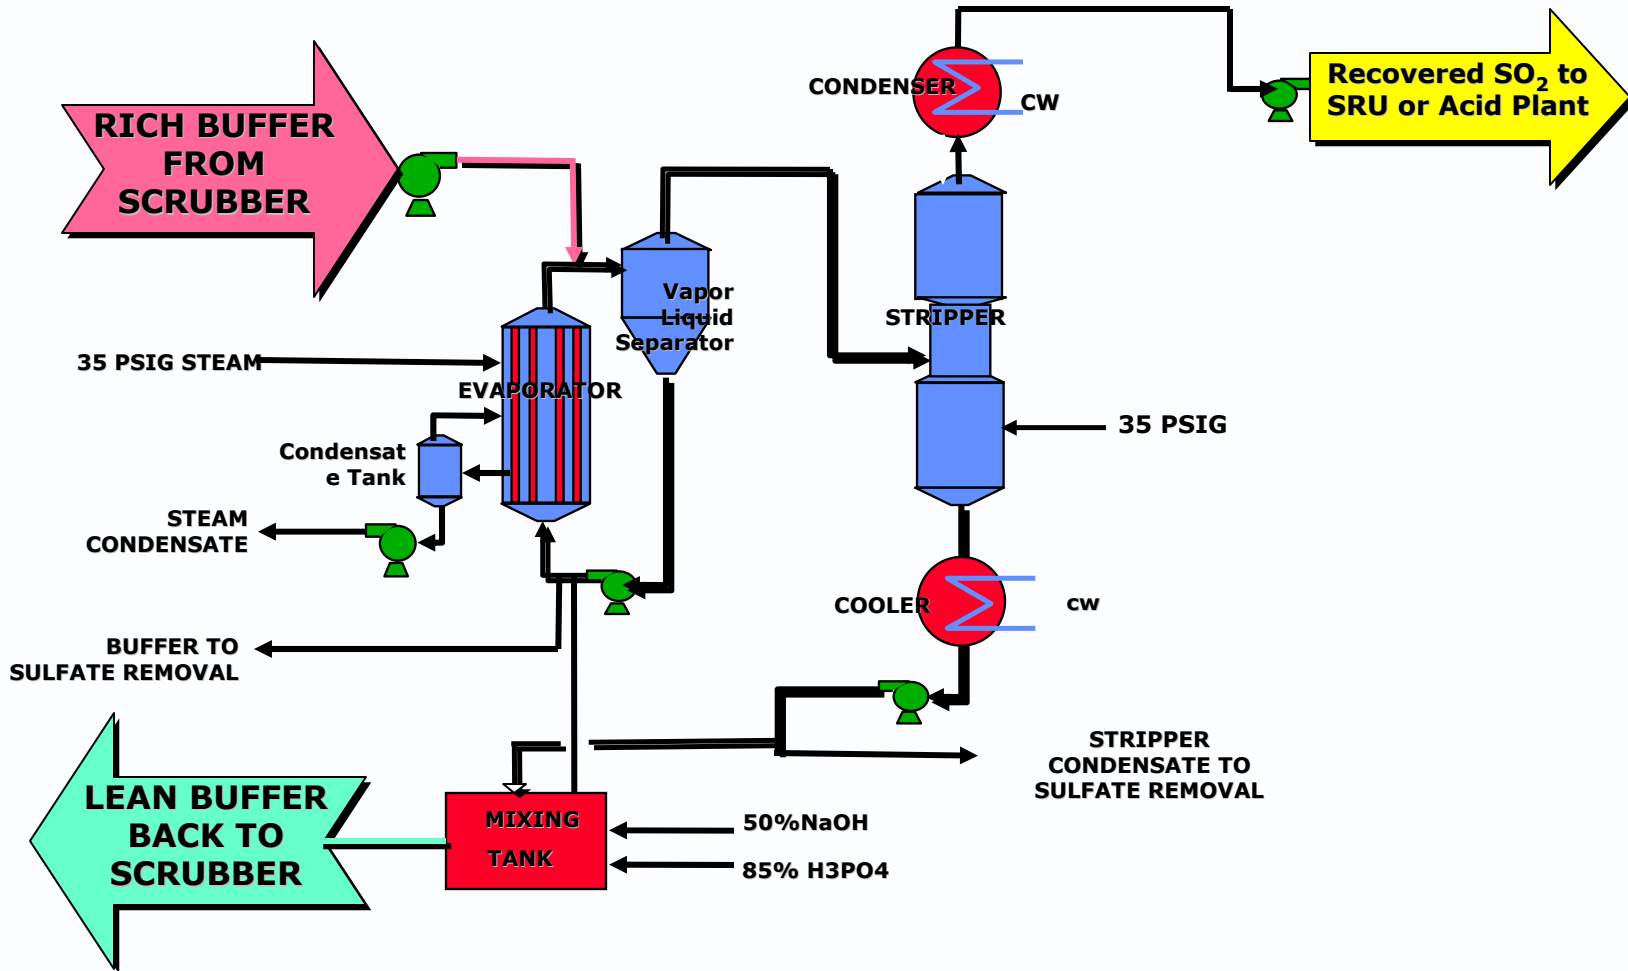 RICH BUFFER
FROM
SCRUBBER
CONDENSER
CW
Recovered SO₂ to
SRU or Acid Plant
Vapor
Liquid
Separator
STRIPPER
35 PSIG STEAM
EVAPORATOR
35 PSIG
Condensat
e Tank
STEAM
CONDENSATE
COOLER
cw
BUFFER TO
SULFATE REMOVAL
STRIPPER
CONDENSATE TO
SULFATE REMOVAL
LEAN BUFFER
BACK TO
SCRUBBER
MIXING
TANK
50%NaOH
85% H3PO4